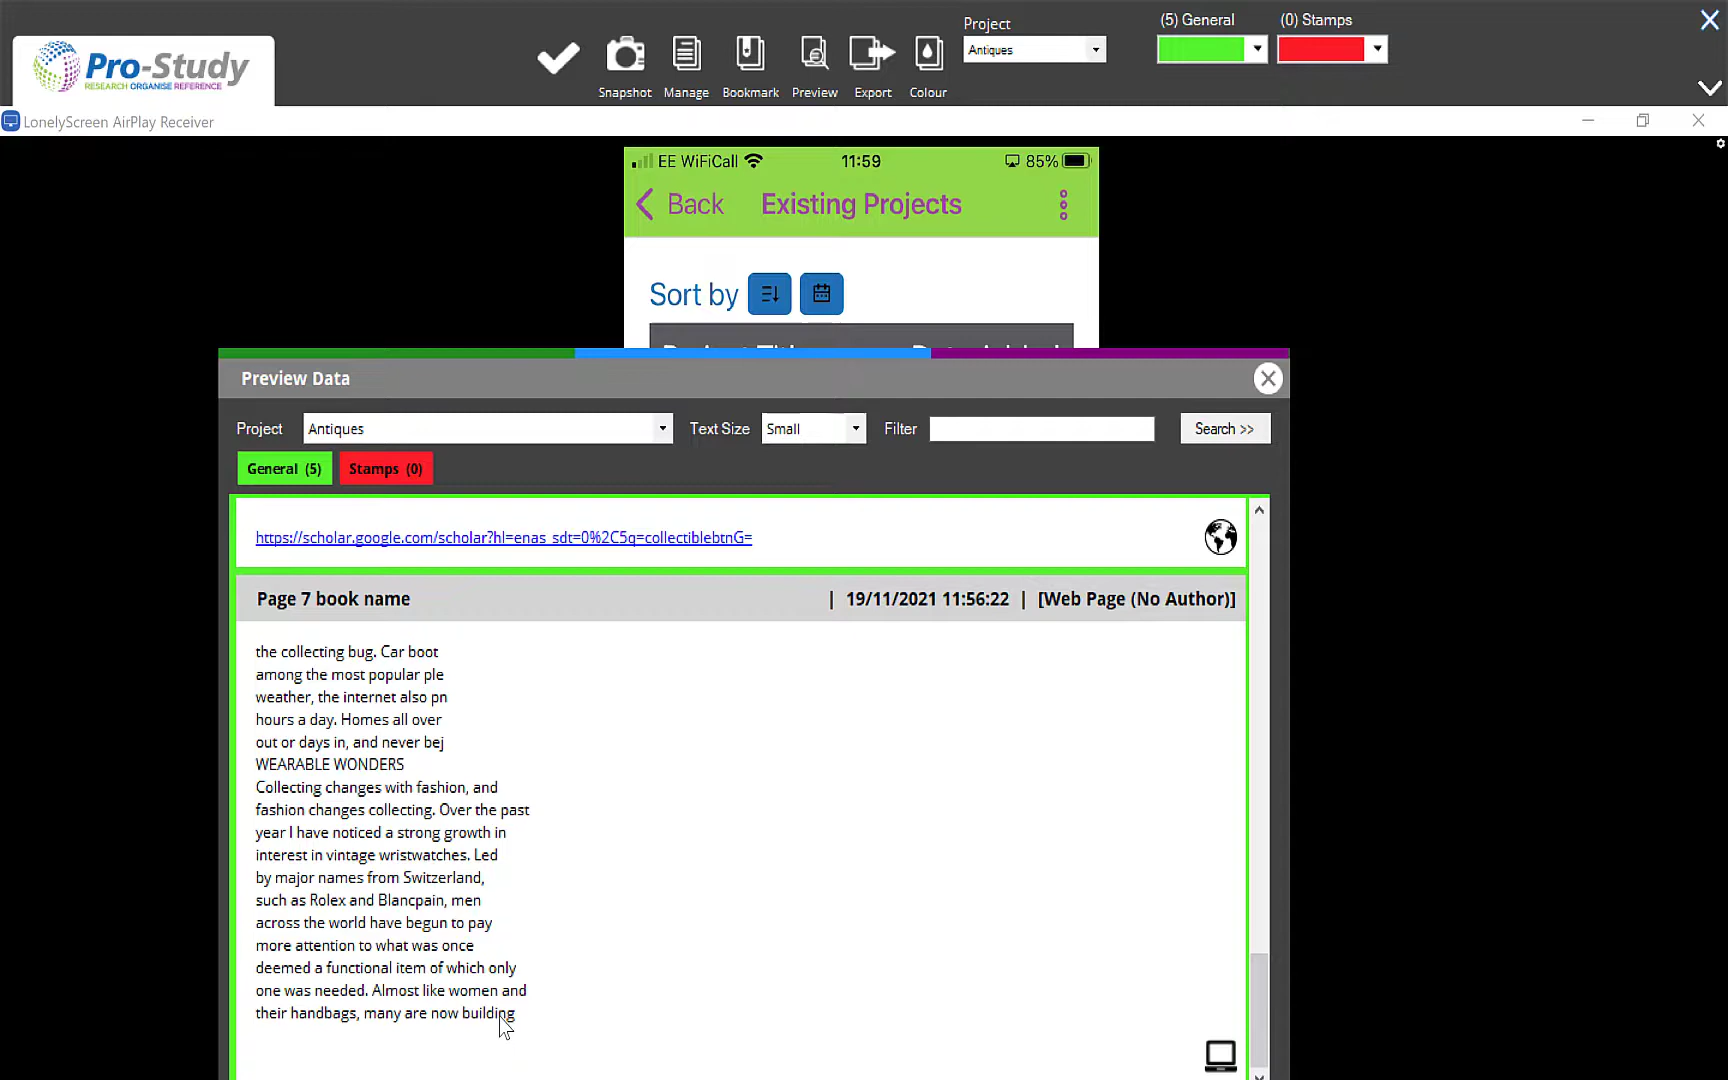 Pro-Study
RESEARCH ORGANISE REFERENCE
Snapshot
Manage
Bookmark
Preview
Export
Colour
Project
Antiques
(5) General
(0) Stamps
LonelyScreen AirPlay Receiver
EE WiFiCall
11:59
85%
Back
Existing Projects
Sort by
Preview Data
Project
Antiques
Text Size
Small
Filter
Search >>
General (5)
Stamps (0)
https://scholar.google.com/scholar?hl=enas_sdt=0%2C5q=collectiblebtnG=
Page 7 book name | 19/11/2021 11:56:22 | [Web Page (No Author)]
the collecting bug. Car boot
among the most popular ple
weather, the internet also pn
hours a day. Homes all over
out or days in, and never bej
WEARABLE WONDERS
Collecting changes with fashion, and
fashion changes collecting. Over the past
year I have noticed a strong growth in
interest in vintage wristwatches. Led
by major names from Switzerland,
such as Rolex and Blancpain, men
across the world have begun to pay
more attention to what was once
deemed a functional item of which only
one was needed. Almost like women and
their handbags, many are now building